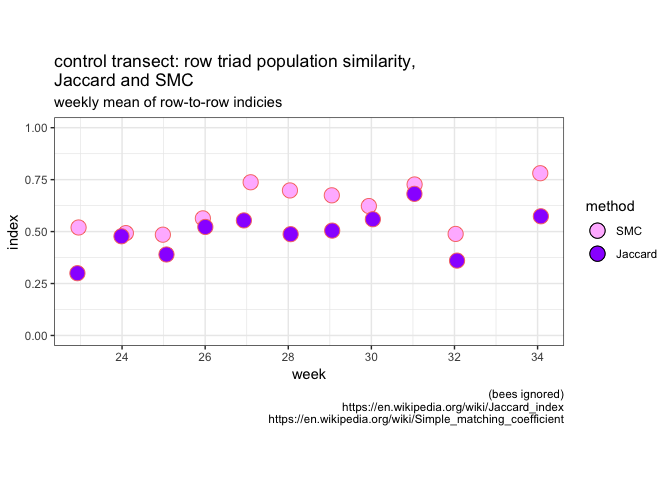 control transect: row triad population similarity,
Jaccard and SMC
weekly mean of row-to-row indicies
1.00
0.75
0.50
0.25
0.00
index
24 26 28 30 32 34
week
method
SMC
Jaccard
(bees ignored)
https://en.wikipedia.org/wiki/Jaccard_index
https://en.wikipedia.org/wiki/Simple_matching_coefficient